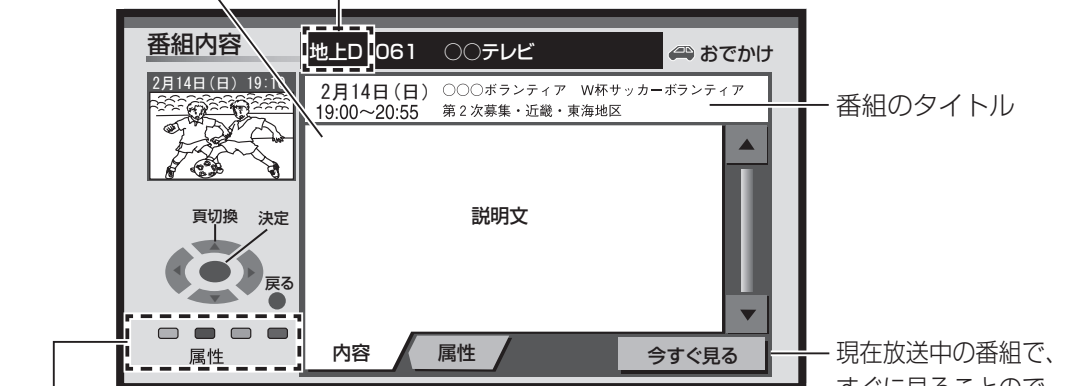 番組内容
地上D 061 ○○テレビ おでかけ
2月14日(日) 19:1
2月14日(日) ○○○ボランティア W杯サッカーボランティア
19:00～20:55 第2次募集・近畿・東海地区
番組のタイトル
説明文
頁切換 決定
戻る
属性
内容 属性 今すぐ見る
現在放送中の番組で、
すぐに見ることので